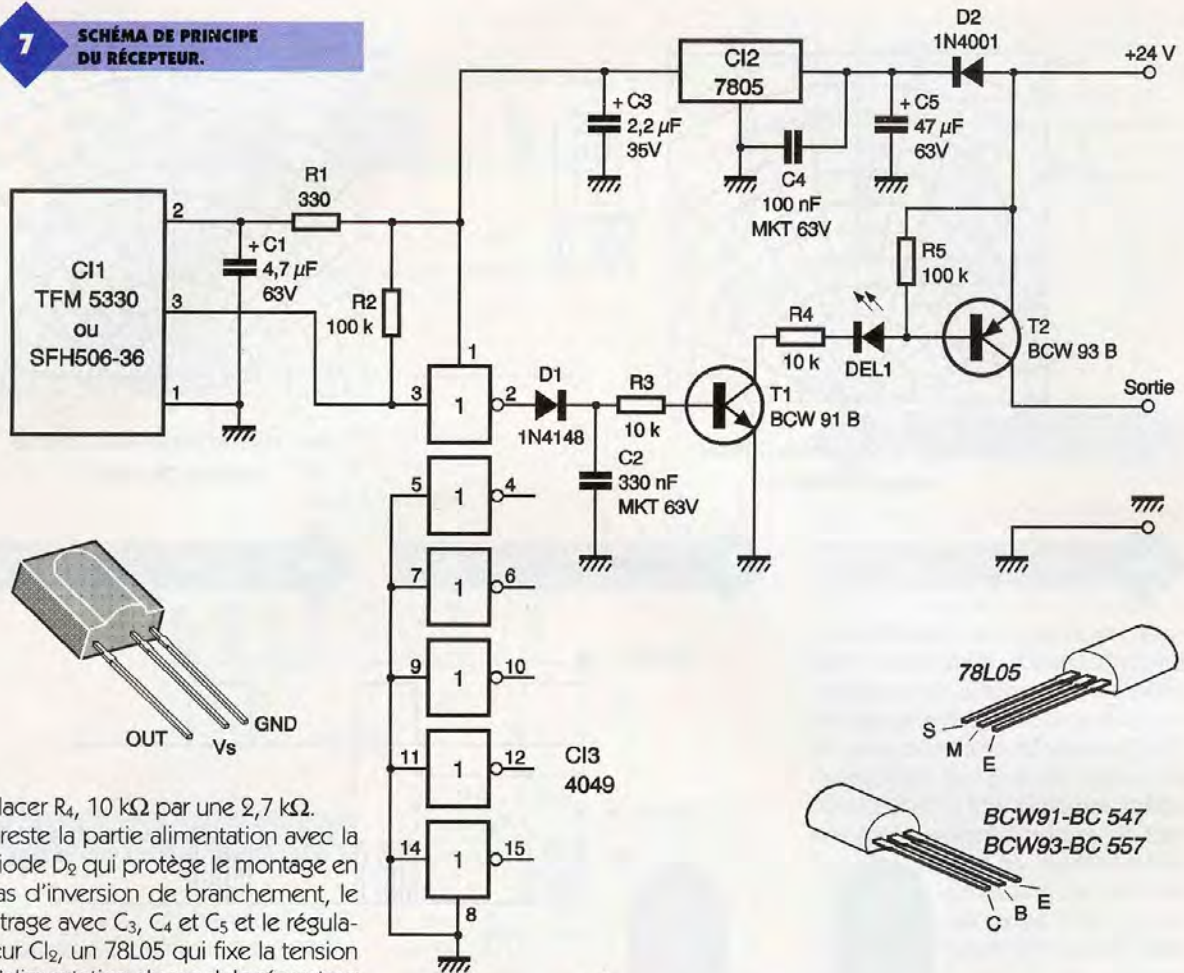 7
SCHÉMA DE PRINCIPE
DU RÉCEPTEUR.
D2
1N4001
+24 V
CI2
7805
+ C3
2,2 µF
35V
+ C5
47 µF
63V
C4
100 nF
MKT 63V
R1
330
2
+ C1
4,7 µF
63V
CI1
TFM 5330
ou
SFH506-36
3
1
R2
100 k
R5
100 k
R4
10 k
DEL1
T2
BCW 93 B
1
3
1
2
D1
1N4148
R3
10 k
T1
BCW 91 B
Sortie
C2
330 nF
MKT 63V
5
1
4
7
1
6
9
1
10
11
1
12
14
1
15
8
CI3
4049
OUT
Vs
GND
78L05
S
M
E
BCW91-BC 547
BCW93-BC 557
E
B
C
lacer R4, 10 kΩ par une 2,7 kΩ.
reste la partie alimentation avec la
iode D2 qui protège le montage en
as d'inversion de branchement, le
trage avec C3, C4 et C5 et le régula-
ur CI2, un 78L05 qui fixe la tension